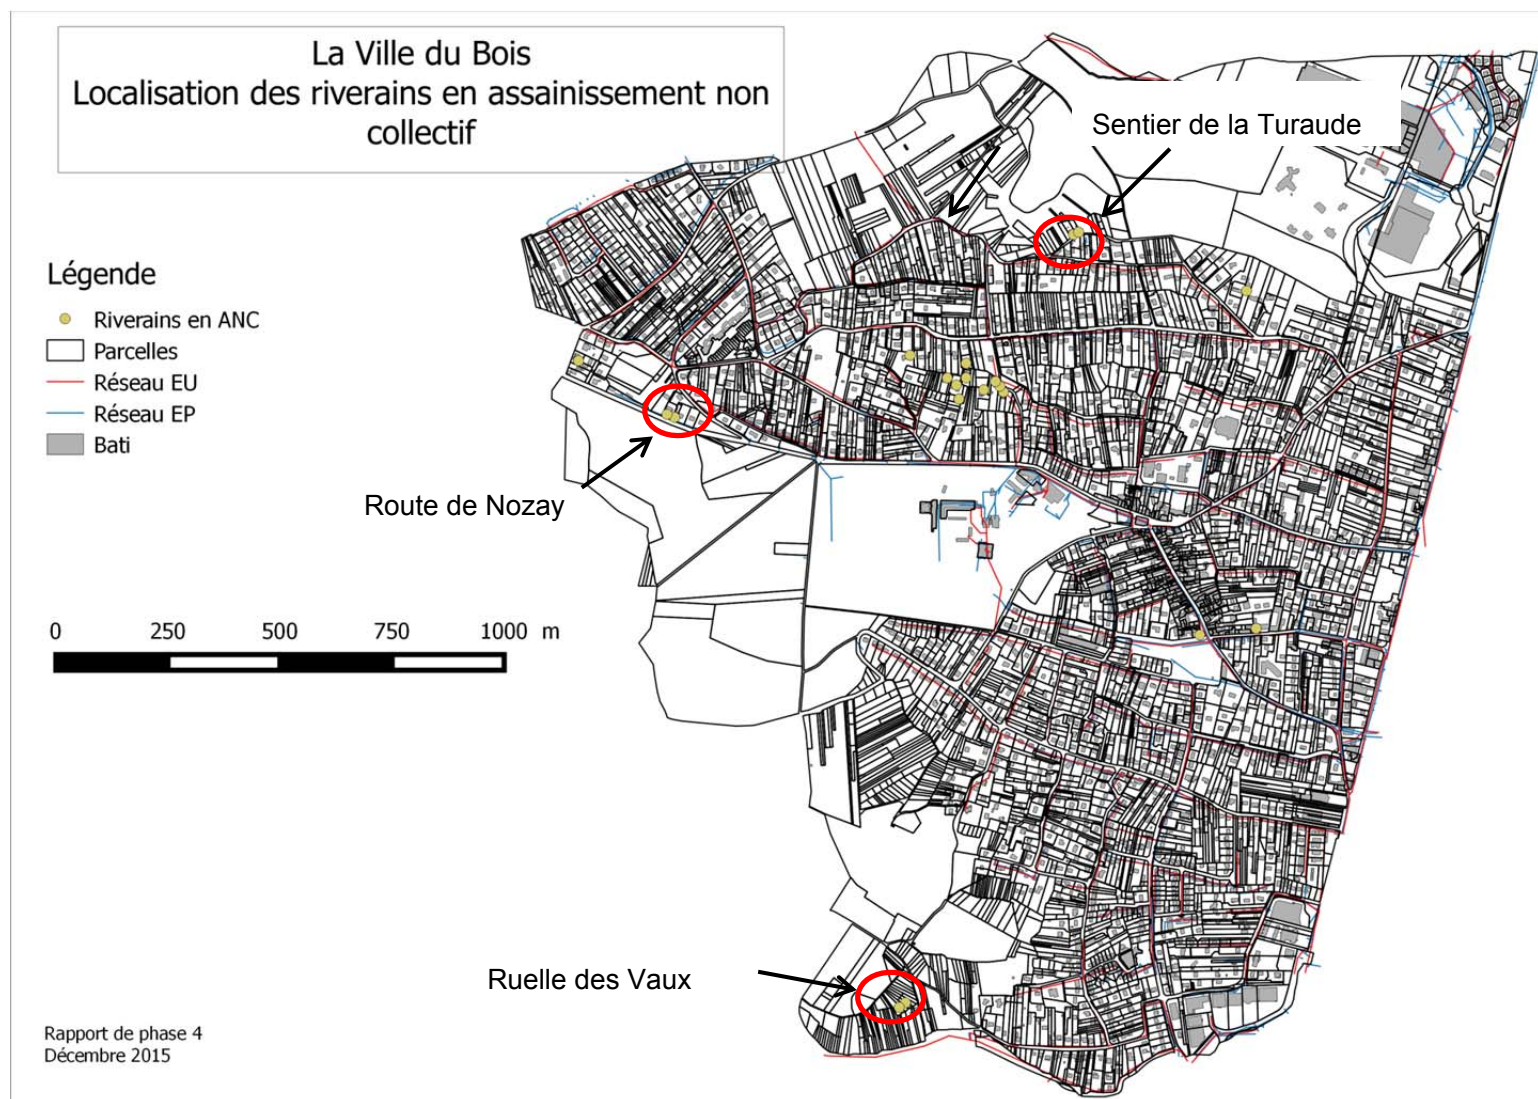 La Ville du Bois
Localisation des riverains en assainissement non
collectif
Sentier de la Turaude
Légende
Riverains en ANC
Parcelles
Réseau EU
Réseau EP
Bati
Route de Nozay
0 250 500 750 1000 m
Ruelle des Vaux
Rapport de phase 4
Décembre 2015